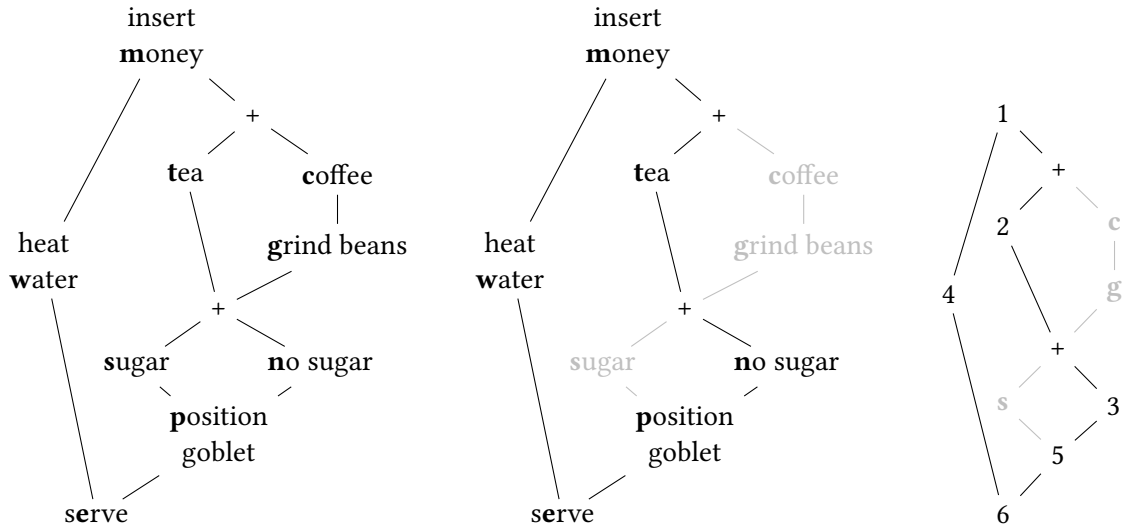 insert
money
+
tea
coffee
heat
water
grind beans
+
sugar
no sugar
position
goblet
serve
insert
money
+
tea
coffee
heat
water
grind beans
+
sugar
no sugar
position
goblet
serve
1
+
2
c
4
g
+
s
3
5
6